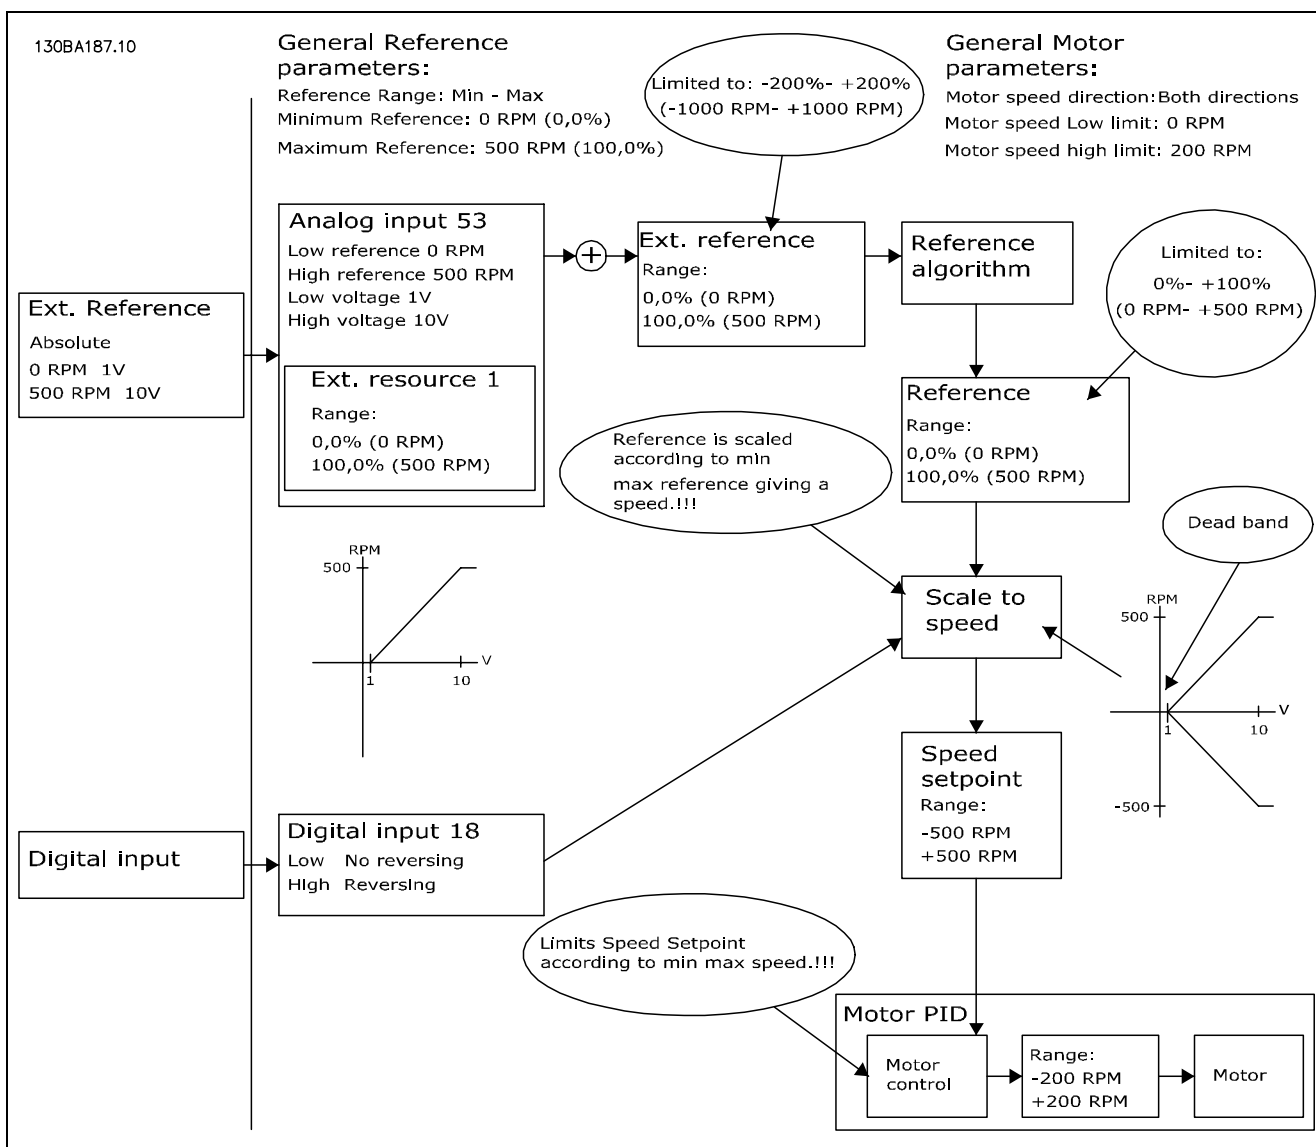 130BA187.10
General Reference
parameters:
Reference Range: Min - Max
Minimum Reference: 0 RPM (0,0%)
Maximum Reference: 500 RPM (100,0%)
Limited to: -200%- +200%
(-1000 RPM- +1000 RPM)
General Motor
parameters:
Motor speed direction:Both directions
Motor speed Low limit: 0 RPM
Motor speed high limit: 200 RPM
Ext. Reference
Absolute
0 RPM 1V
500 RPM 10V
Analog input 53
Low reference 0 RPM
High reference 500 RPM
Low voltage 1V
High voltage 10V
Ext. resource 1
Range:
0,0% (0 RPM)
100,0% (500 RPM)
+
Ext. reference
Range:
0,0% (0 RPM)
100,0% (500 RPM)
Reference
algorithm
Limited to:
0%- +100%
(0 RPM- +500 RPM)
Reference
Range:
0,0% (0 RPM)
100,0% (500 RPM)
Reference is scaled
according to min
max reference giving a
speed.!!!
Dead band
RPM
500
V
1
10
Scale to
speed
RPM
500
V
1
10
-500
Speed
setpoint
Range:
-500 RPM
+500 RPM
Digital input
Digital input 18
Low No reversing
High Reversing
Limits Speed Setpoint
according to min max speed.!!!
Motor PID
Motor
control
Range:
-200 RPM
+200 RPM
Motor